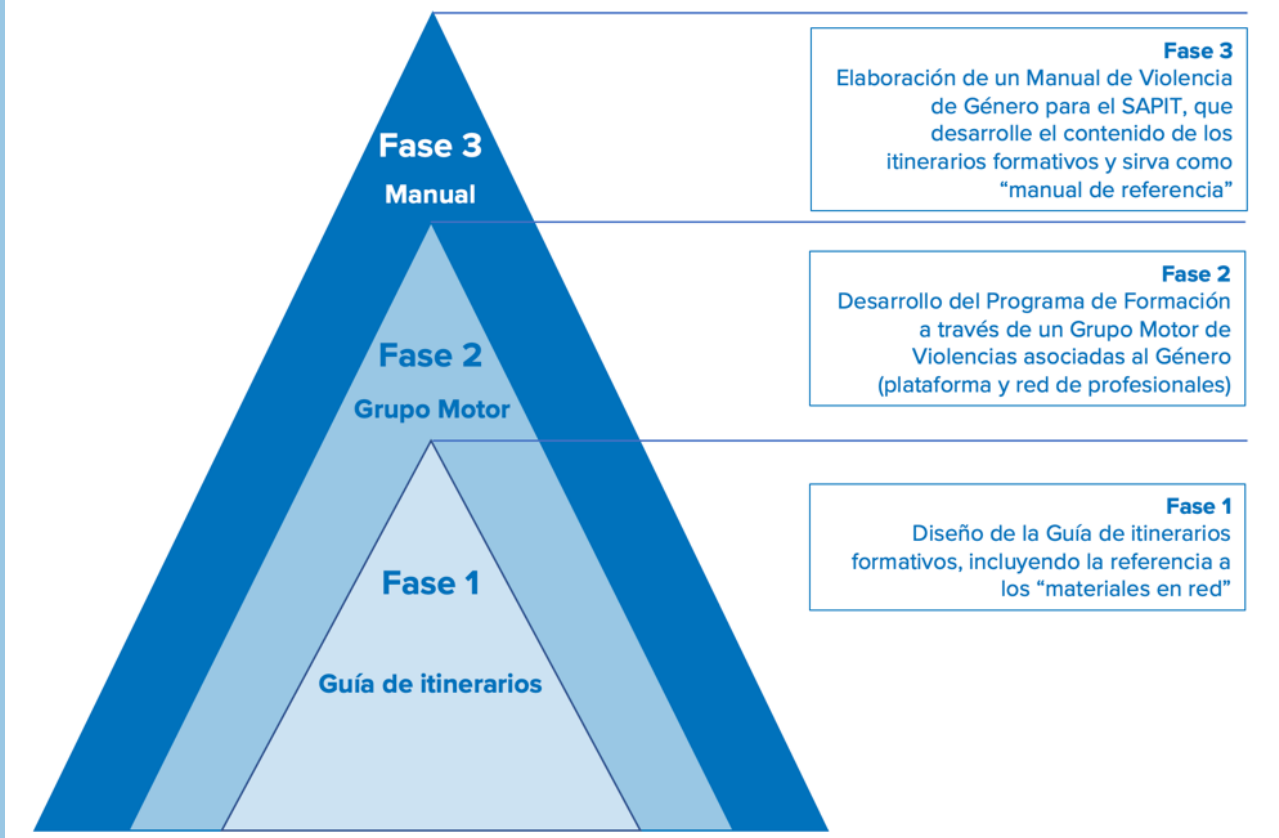 Fase 3
Manual
Fase 2
Grupo Motor
Fase 1
Guía de itinerarios
Fase 3
Elaboración de un Manual de Violencia
de Género para el SAPIT, que
desarrolle el contenido de los
itinerarios formativos y sirva como
“manual de referencia”
Fase 2
Desarrollo del Programa de Formación
a través de un Grupo Motor de
Violencias asociadas al Género
(plataforma y red de profesionales)
Fase 1
Diseño de la Guía de itinerarios
formativos, incluyendo la referencia a
los “materiales en red”